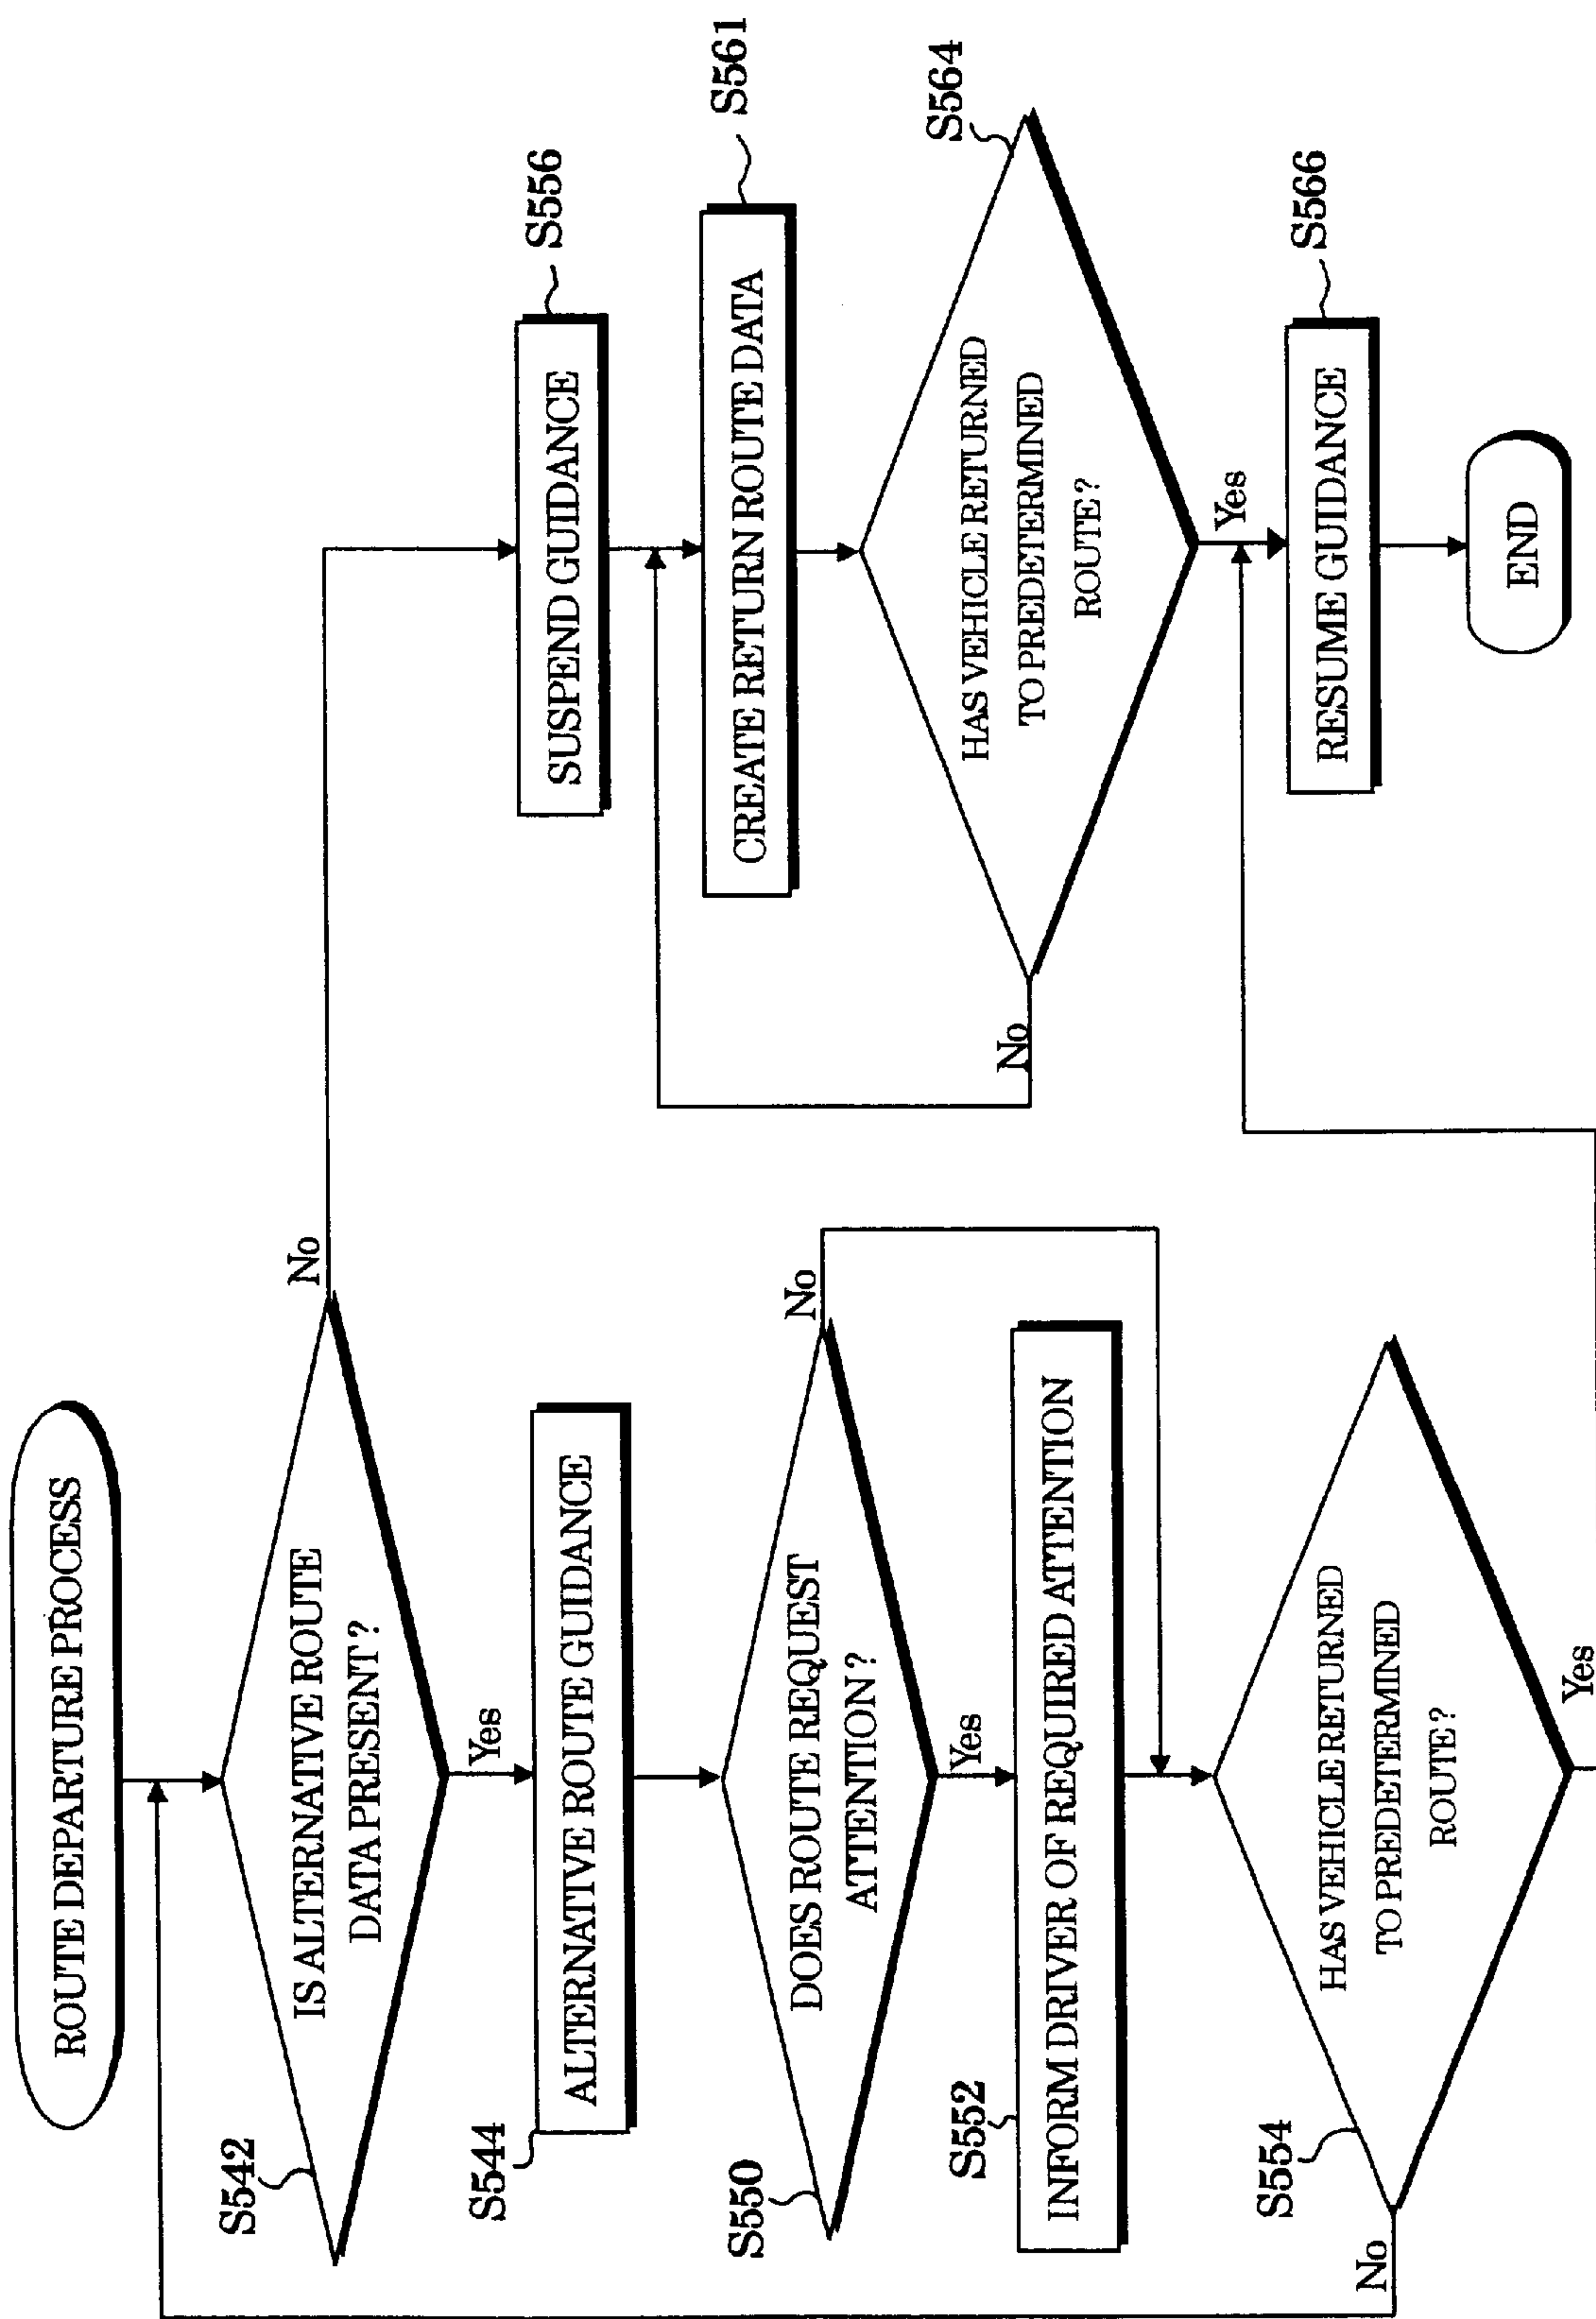 ROUTE DEPARTURE PROCESS
S542
IS ALTERNATIVE ROUTE
DATA PRESENT?
No
Yes
S544
ALTERNATIVE ROUTE GUIDANCE
S550
DOES ROUTE REQUEST
ATTENTION?
No
Yes
S552
INFORM DRIVER OF REQUIRED ATTENTION
S554
HAS VEHICLE RETURNED
TO PREDETERMINED
ROUTE?
No
Yes
SUSPEND GUIDANCE
S556
CREATE RETURN ROUTE DATA
S561
HAS VEHICLE RETURNED
TO PREDETERMINED
ROUTE?
S564
No
Yes
RESUME GUIDANCE
S566
END